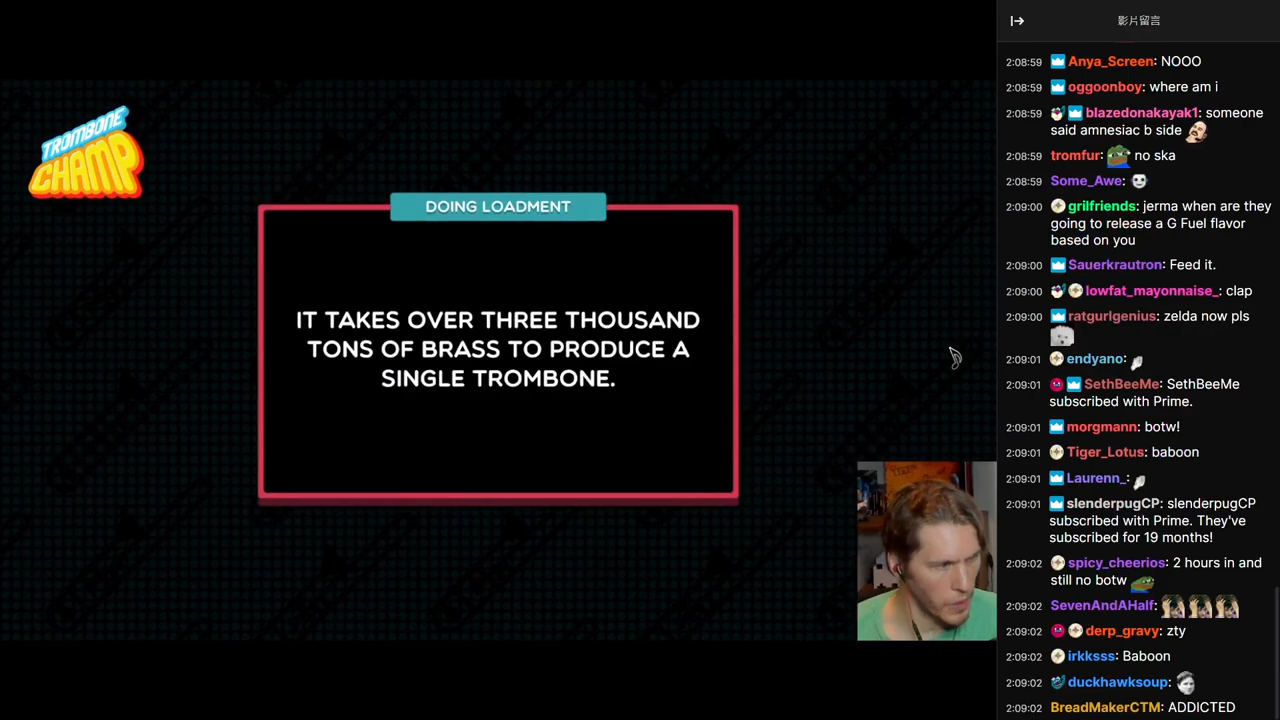 TROMBONE
CHAMP
DOING LOADMENT
IT TAKES OVER THREE THOUSAND
TONS OF BRASS TO PRODUCE A
SINGLE TROMBONE.
影片留言
2:08:59 Anya_Screen: NOOO
2:08:59 oggoonboy: where am i
2:08:59 blazedonakayak1: someone
said amnesiac b side
2:08:59 tromfur: no ska
2:08:59 Some_Awe:
2:09:00 grilfriends: jerma when are they
going to release a G Fuel flavor
based on you
2:09:00 Sauerkrautron: Feed it.
2:09:00 lowfat_mayonnaise_: clap
2:09:00 ratgurlgenius: zelda now pls
2:09:01 endyano:
2:09:01 SethBeeMe: SethBeeMe
subscribed with Prime.
2:09:01 morgmann: botw!
2:09:01 Tiger_Lotus: baboon
2:09:01 Laurenn_:
2:09:01 slenderpugCP: slenderpugCP
subscribed with Prime. They've
subscribed for 19 months!
2:09:02 spicy_cheerios: 2 hours in and
still no botw
2:09:02 SevenAndAHalf:
2:09:02 derp_gravy: zty
2:09:02 irkksss: Baboon
2:09:02 duckhawksoup:
2:09:02 BreadMakerCTM: ADDICTED